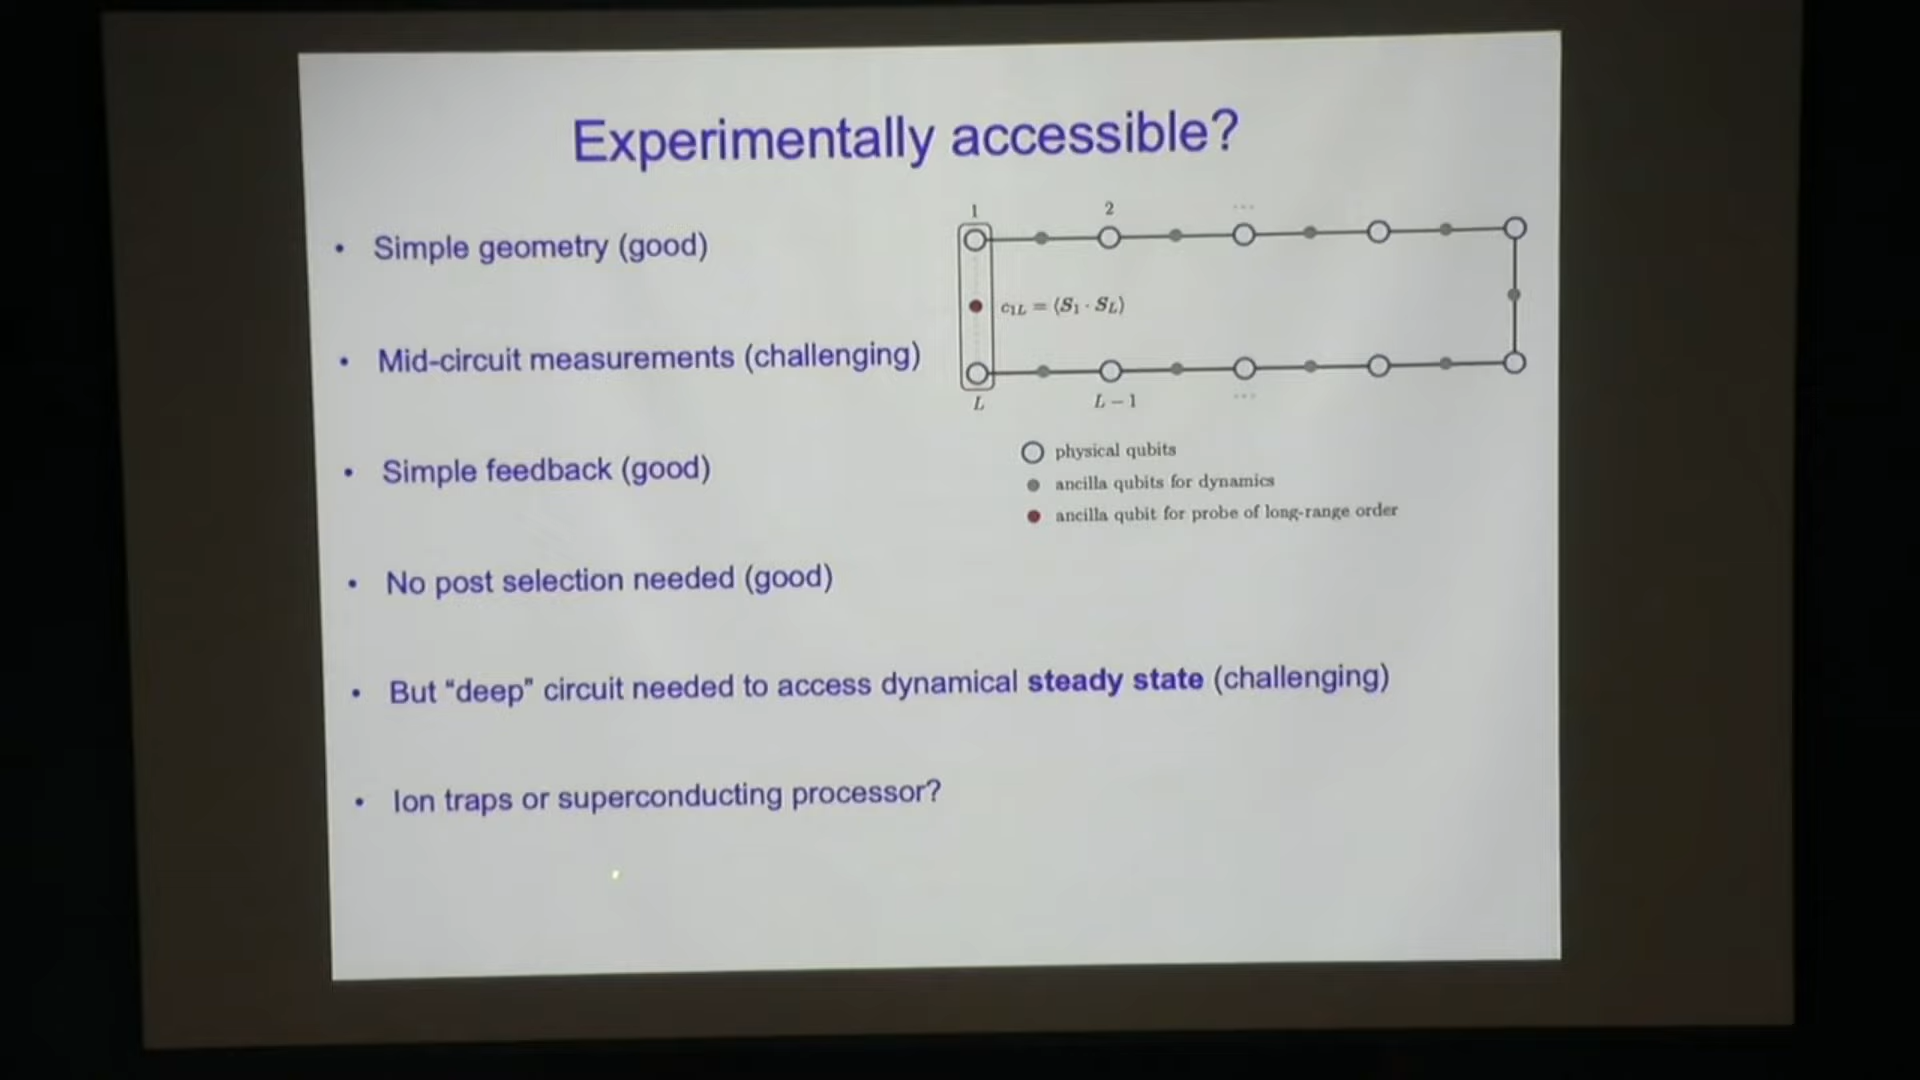 Experimentally accessible?
• Simple geometry (good)
• Mid-circuit measurements (challenging)
• Simple feedback (good)
• No post selection needed (good)
• But “deep” circuit needed to access dynamical steady state (challenging)
• Ion traps or superconducting processor?
1 2 ...
c₁L = ⟨S₁ · S_L⟩
L L − 1 ...
physical qubits
ancilla qubits for dynamics
ancilla qubit for probe of long-range order